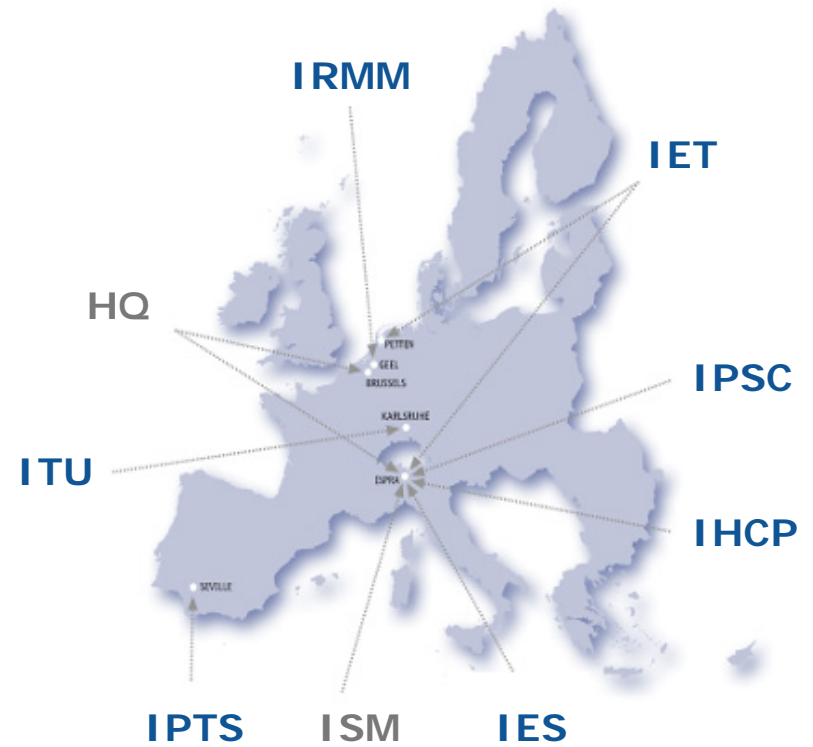 IRMM
IET
HQ
PETTEN
GEEL
BRUSSELS
IPSC
KARLSRUHE
ITU
ISPRA
IHCP
SEVILLE
IPTS
ISM
IES